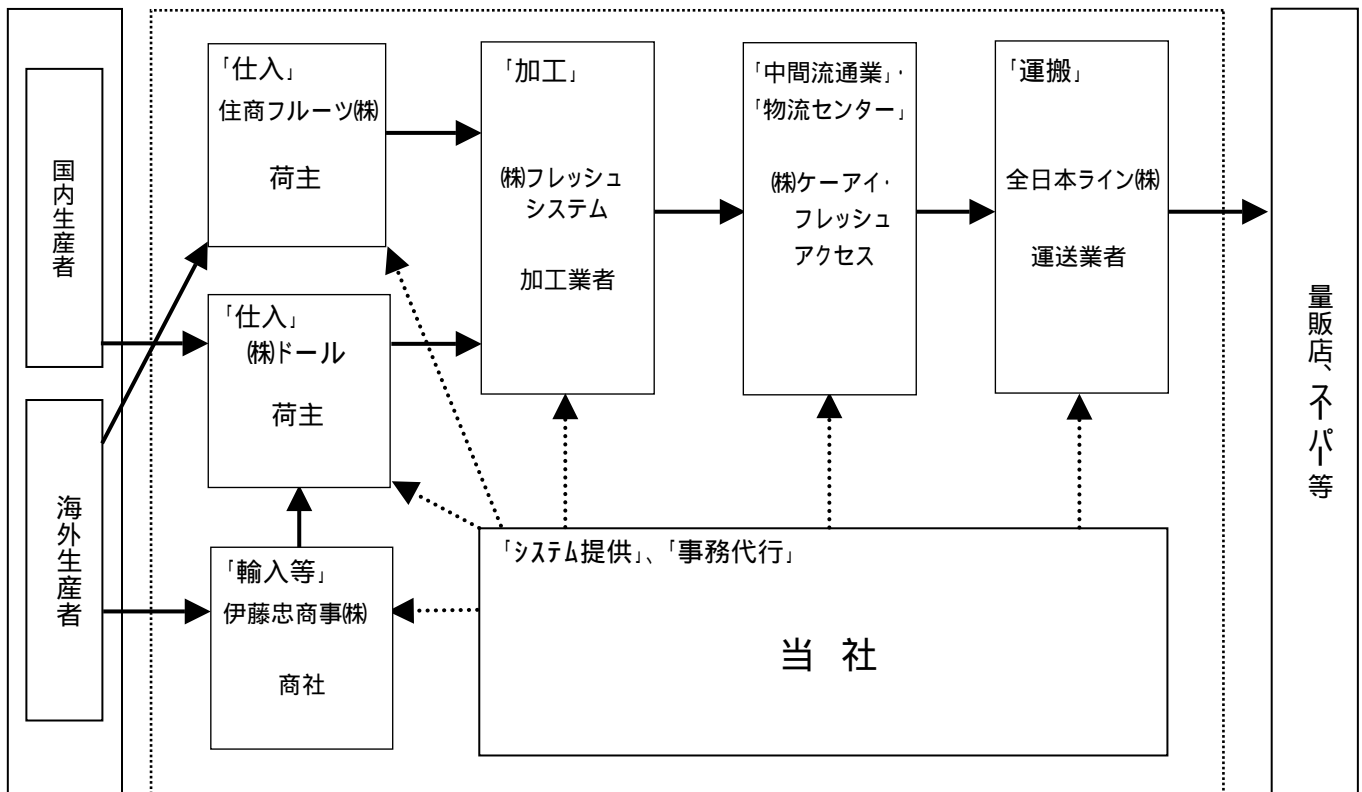 国内生産者
海外生産者
「仕入」
住商フルーツ㈱
荷主
「仕入」
㈱ドール
荷主
「輸入等」
伊藤忠商事㈱
商社
「加工」
㈱フレッシュ
システム
加工業者
「中間流通業」・
「物流センター」
㈱ケーアイ・
フレッシュ
アクセス
「運搬」
全日本ライン㈱
運送業者
「システム提供」、「事務代行」
当 社
量販店、スーパー等